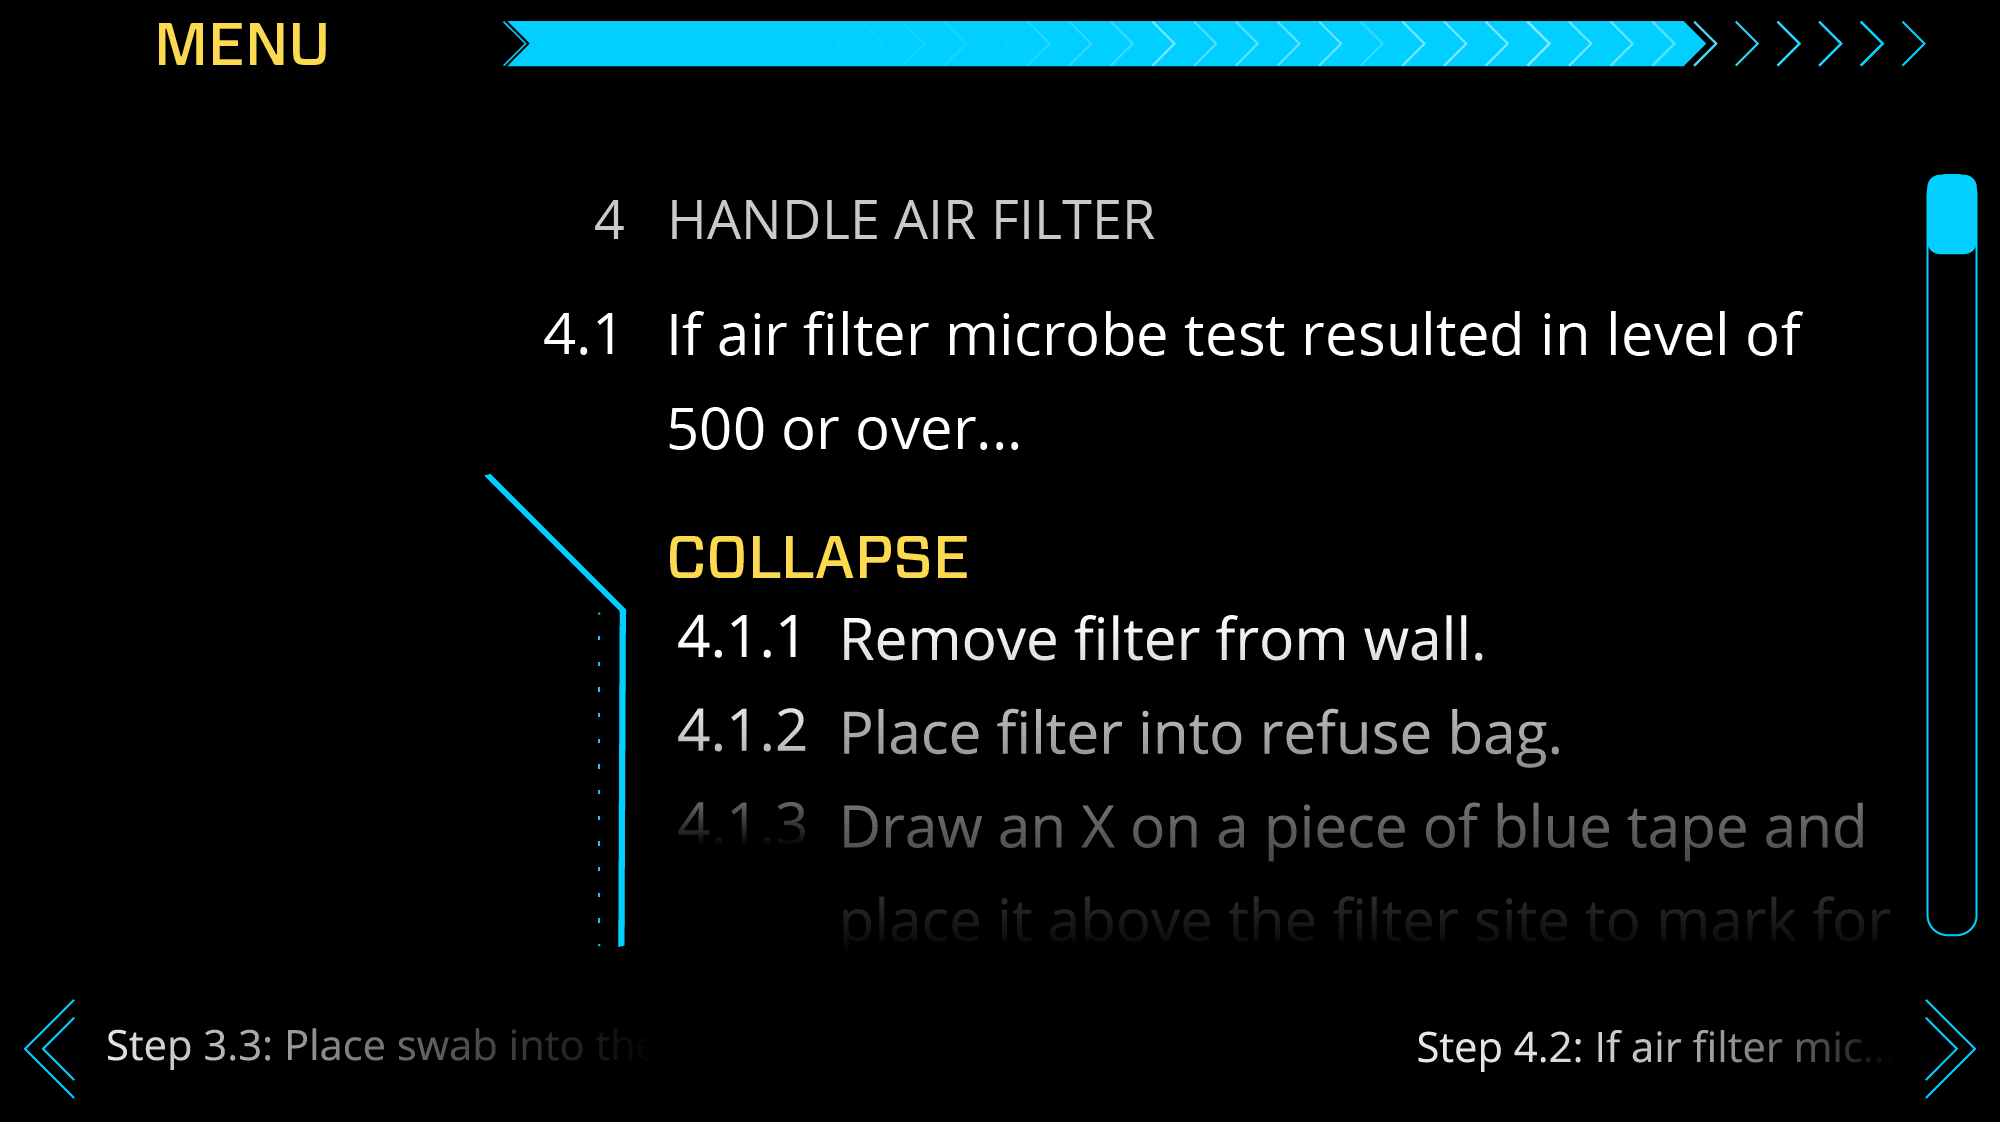 MENU
4 HANDLE AIR FILTER
4.1 If air filter microbe test resulted in level of
500 or over...
COLLAPSE
4.1.1 Remove filter from wall.
4.1.2 Place filter into refuse bag.
4.1.3 Draw an X on a piece of blue tape and
place it above the filter site to mark for
Step 3.3: Place swab into the
Step 4.2: If air filter mic...